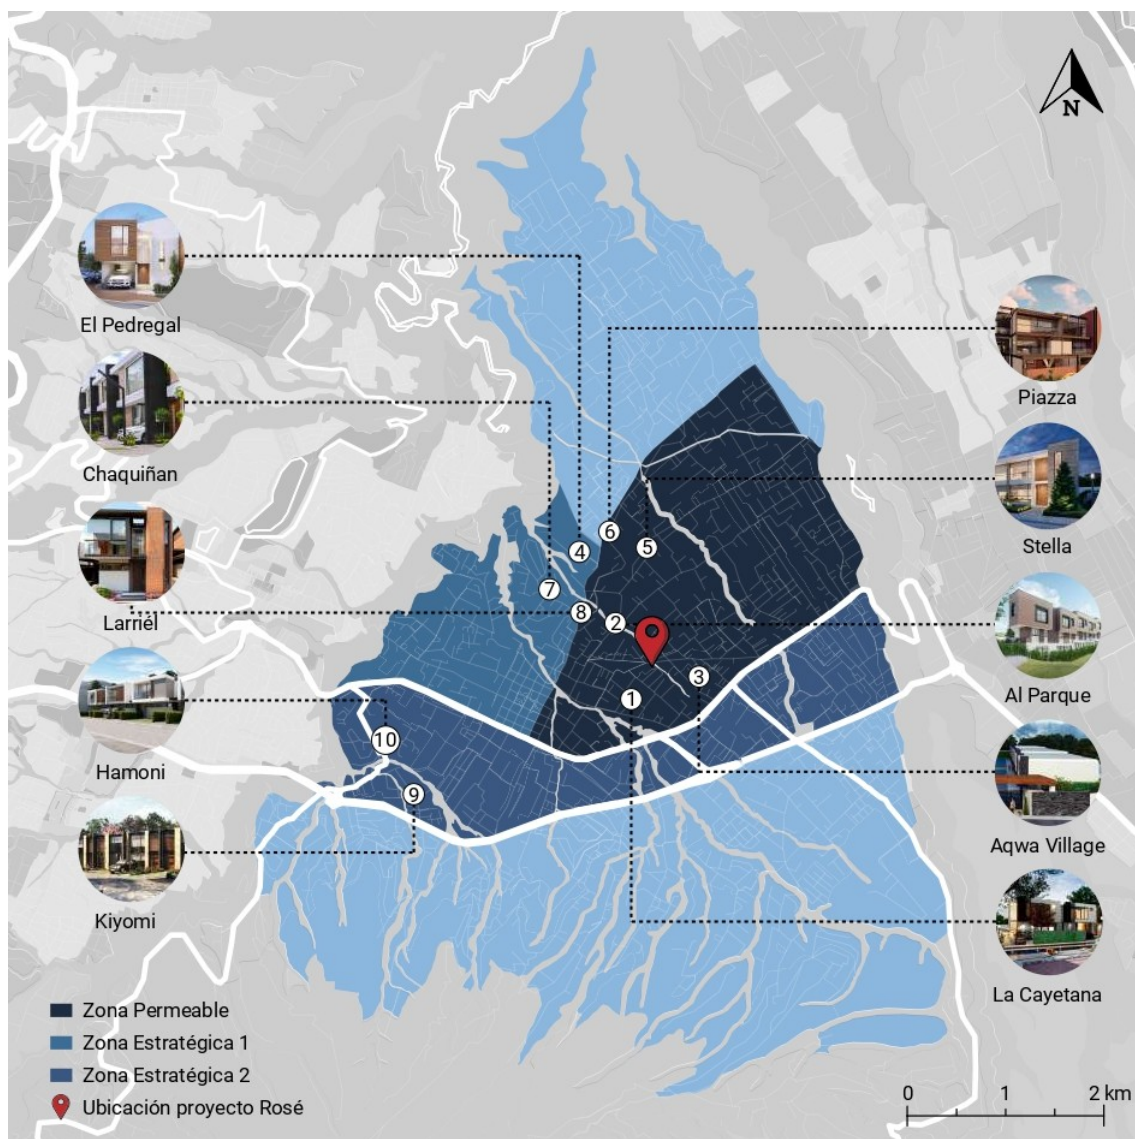 N
El Pedregal
Chaquiñan
Larriél
Hamoni
Kiyomi
Piazza
Stella
Al Parque
Aqwa Village
La Cayetana
6
5
4
7
8
2
3
1
10
9
Zona Permeable
Zona Estratégica 1
Zona Estratégica 2
Ubicación proyecto Rosé
0 1 2 km